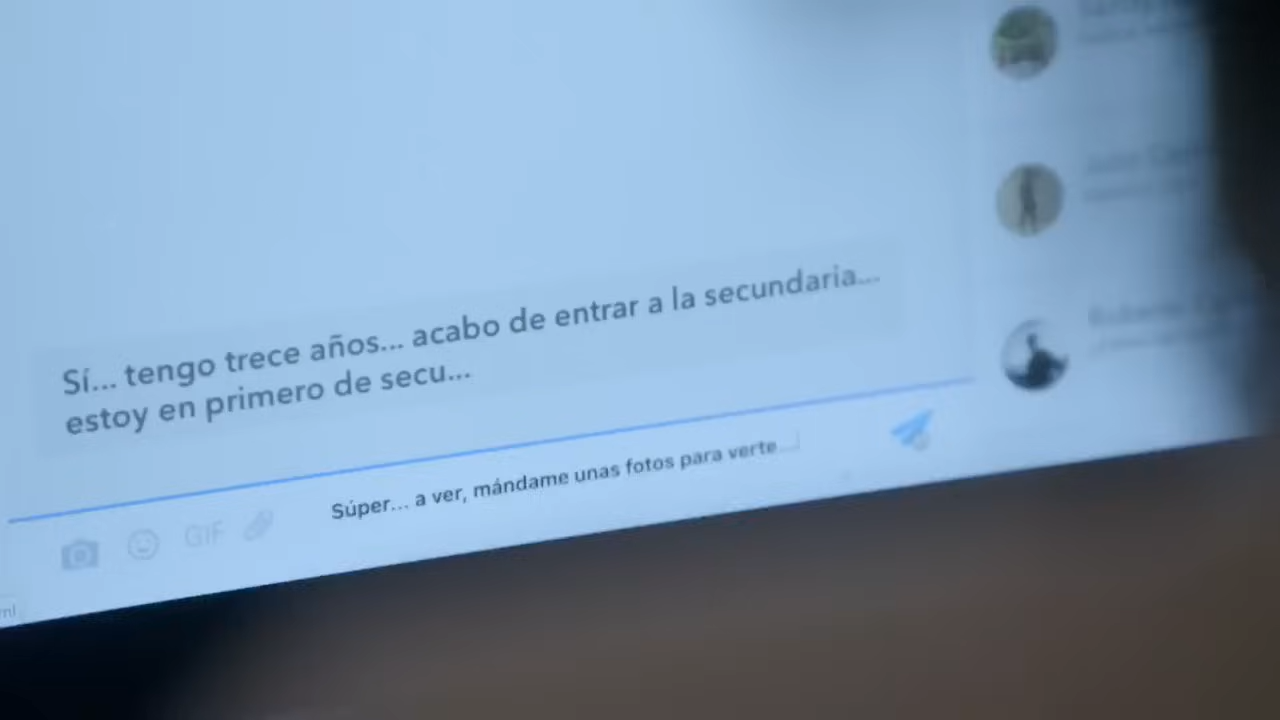 Sí... tengo trece años... acabo de entrar a la secundaria...
estoy en primero de secu...
GIF
Súper... a ver, mándame unas fotos para verte...